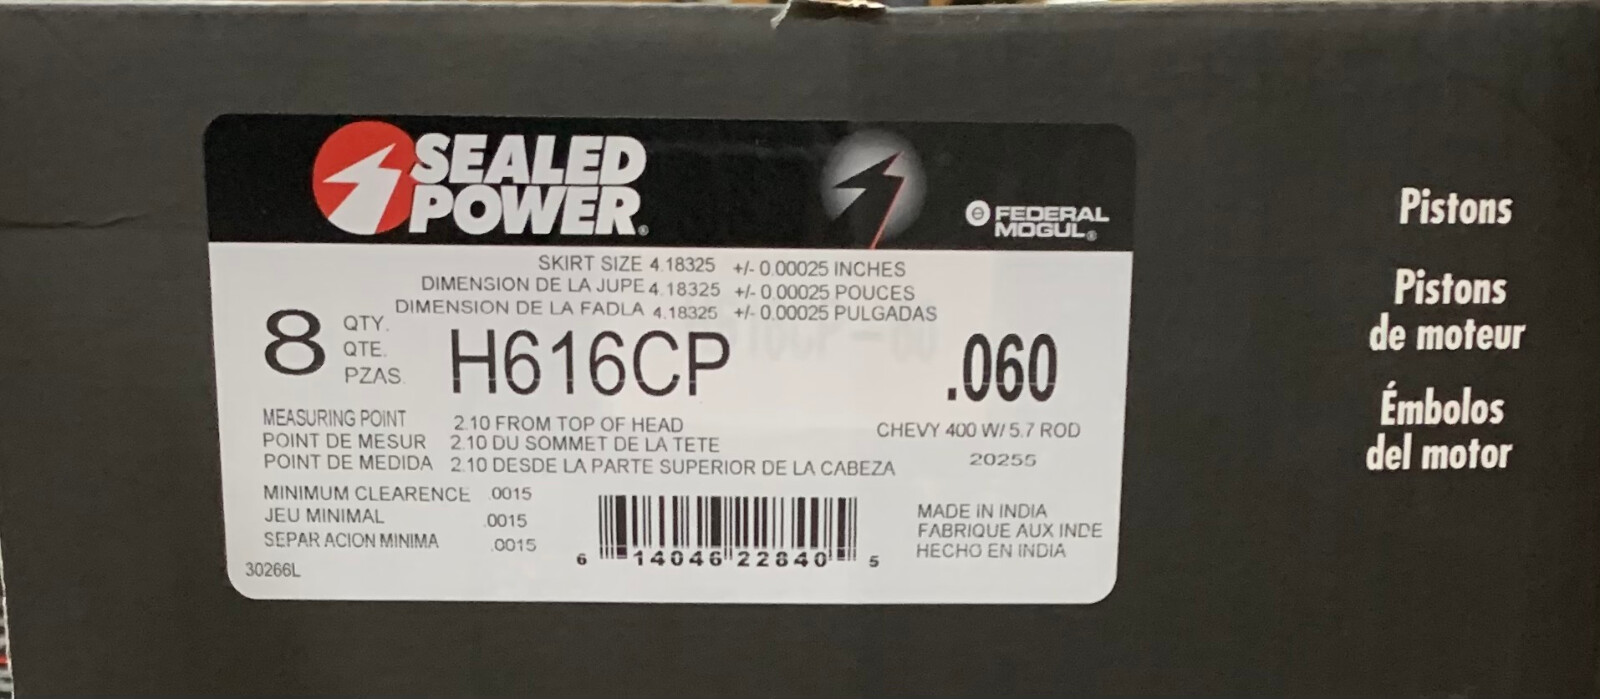 SEALED
POWER®
FEDERAL
MOGUL®
SKIRT SIZE 4.18325 +/- 0.00025 INCHES
DIMENSION DE LA JUPE 4.18325 +/- 0.00025 POUCES
DIMENSION DE LA FADLA 4.18325 +/- 0.00025 PULGADAS
8
QTY.
QTE.
PZAS.
H616CP
.060
MEASURING POINT 2.10 FROM TOP OF HEAD
POINT DE MESUR 2.10 DU SOMMET DE LA TETE
POINT DE MEDIDA 2.10 DESDE LA PARTE SUPERIOR DE LA CABEZA
CHEVY 400 W/ 5.7 ROD
20255
MINIMUM CLEARENCE .0015
JEU MINIMAL .0015
SEPARACION MINIMA .0015
30266L
6 14046 22840 5
MADE IN INDIA
FABRIQUE AUX INDE
HECHO EN INDIA
Pistons
Pistons
de moteur
Émbolos
del motor